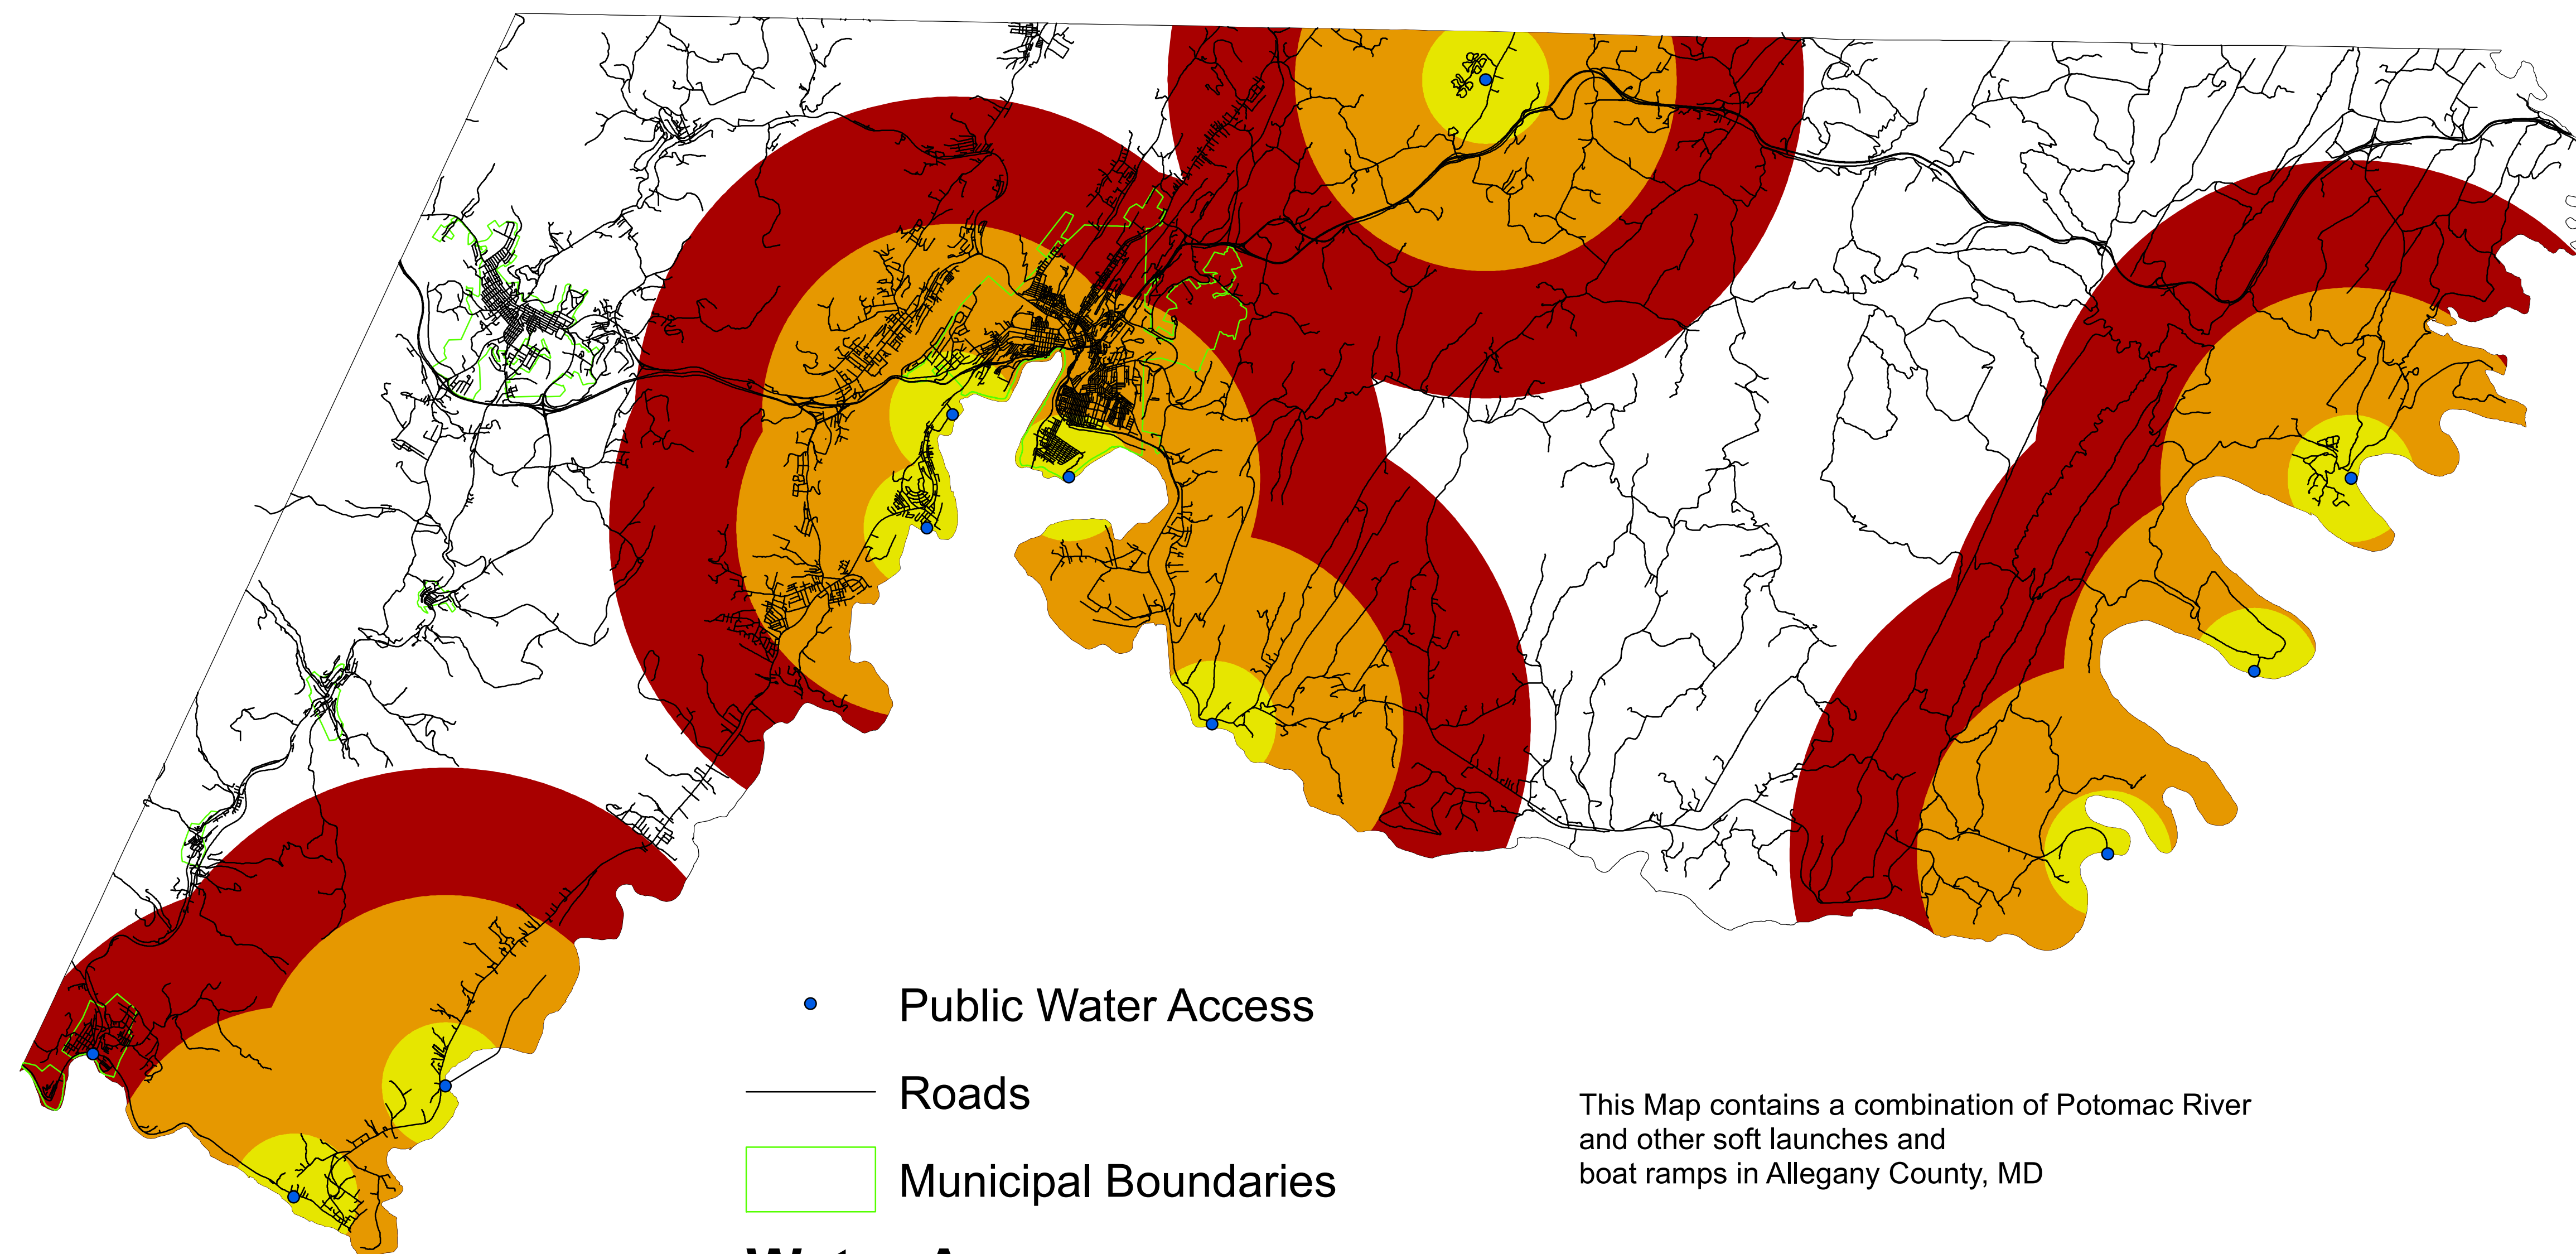 Public Water Access
Roads
Municipal Boundaries
This Map contains a combination of Potomac River
and other soft launches and
boat ramps in Allegany County, MD